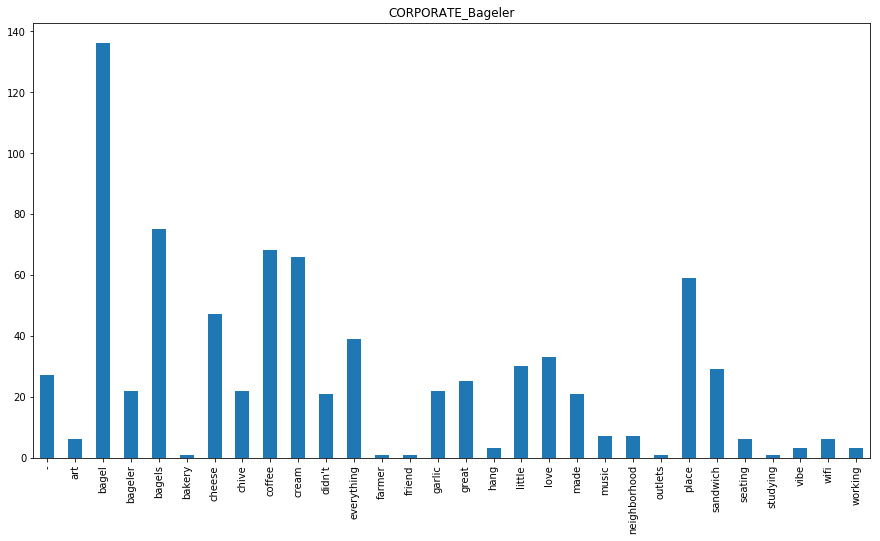 CORPORATE_Bageler
140
120
100
80
60
40
20
0
-
art
bagel
bageler
bagels
bakery
cheese
chive
coffee
cream
didn't
everything
farmer
friend
garlic
great
hang
little
love
made
music
neighborhood
outlets
place
sandwich
seating
studying
vibe
wifi
working